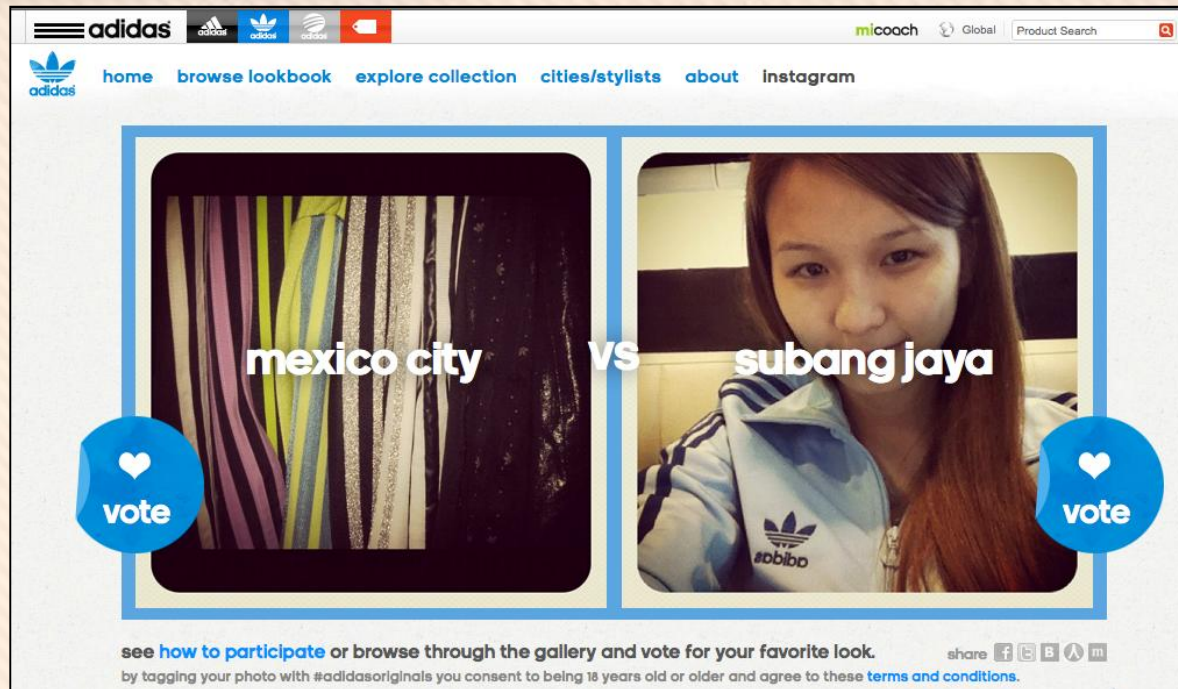 adidas
adidas
adidas
micoach
Global
Product Search
adidas
home
browse lookbook
explore collection
cities/stylists
about
instagram
mexico city
vs
subang jaya
vote
adidas
vote
see how to participate or browse through the gallery and vote for your favorite look.
share
by tagging your photo with #adidasoriginals you consent to being 18 years old or older and agree to these terms and conditions.